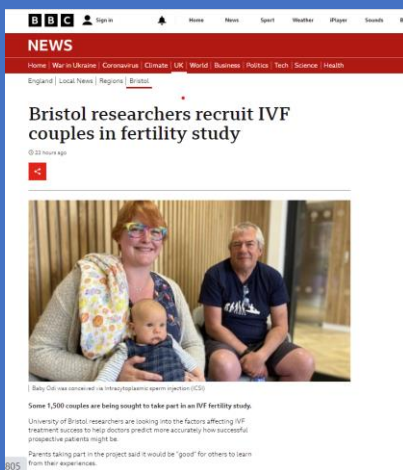 BBC Sign in Home News Sport Weather iPlayer Sounds
NEWS
Home | War in Ukraine | Coronavirus | Climate | UK | World | Business | Politics | Tech | Science | Health
England | Local News | Regions | Bristol
Bristol researchers recruit IVF
couples in fertility study
22 hours ago
Baby Odi was conceived via intracytoplasmic sperm injection (ICSI)
Some 1,500 couples are being sought to take part in an IVF fertility study.
University of Bristol researchers are looking into the factors affecting IVF
treatment success to help doctors predict more accurately how successful
prospective patients might be.
Parents taking part in the project said it would be "good" for others to learn
from their experiences.
805